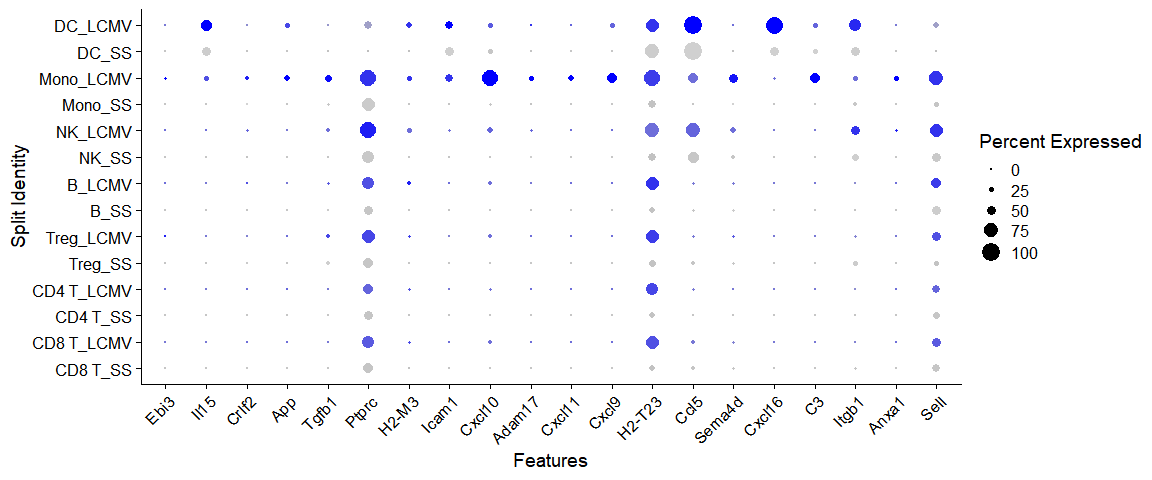 DC_LCMV
DC_SS
Mono_LCMV
Mono_SS
NK_LCMV
NK_SS
B_LCMV
B_SS
Treg_LCMV
Treg_SS
CD4 T_LCMV
CD4 T_SS
CD8 T_LCMV
CD8 T_SS
Split Identity
Ebi3
Il15
Crlf2
App
Tgfb1
Ptprc
H2-M3
Icam1
Cxcl10
Adam17
Cxcl11
Cxcl9
H2-T23
Ccl5
Sema4d
Cxcl16
C3
Itgb1
Anxa1
Sell
Features
Percent Expressed
0
25
50
75
100